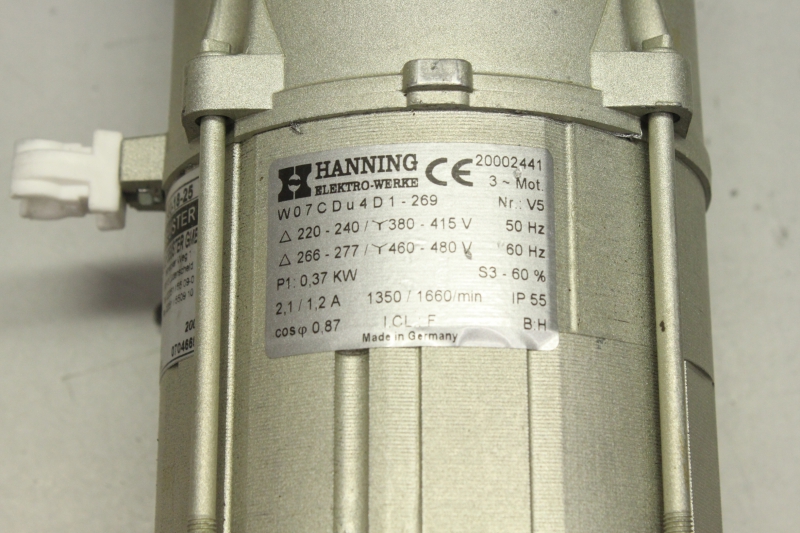 HANNING
ELEKTRO-WERKE
CE
20002441
3 ~ Mot.
W07CDu4D1-269
Nr.: V5
△ 220 - 240 / Y 380 - 415 V 50 Hz
△ 266 - 277 / Y 460 - 480 V 60 Hz
P1: 0,37 KW S3 - 60 %
2,1 / 1,2 A 1350 / 1660/min IP 55
cosφ 0,87 I.CL.: F B:H
Made in Germany